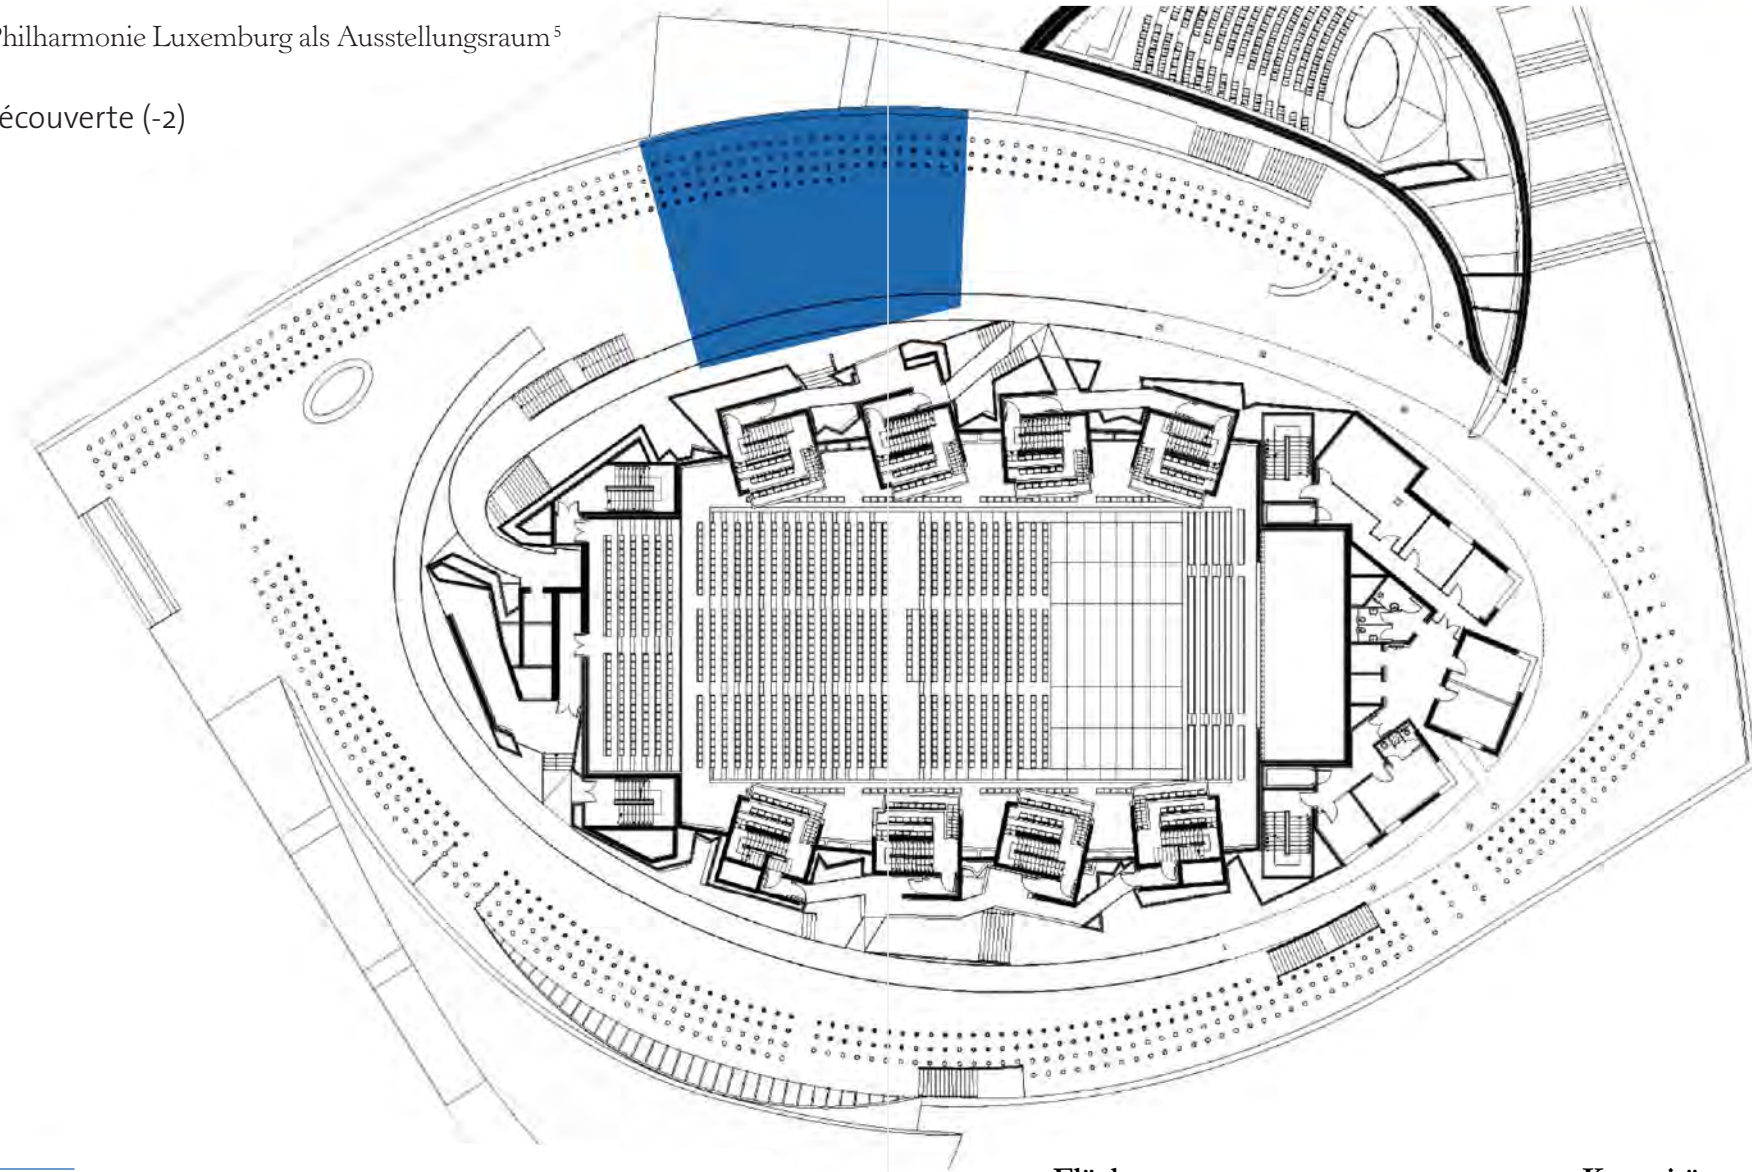 Philharmonie Luxemburg als Ausstellungsraum⁵
écouverte (-2)